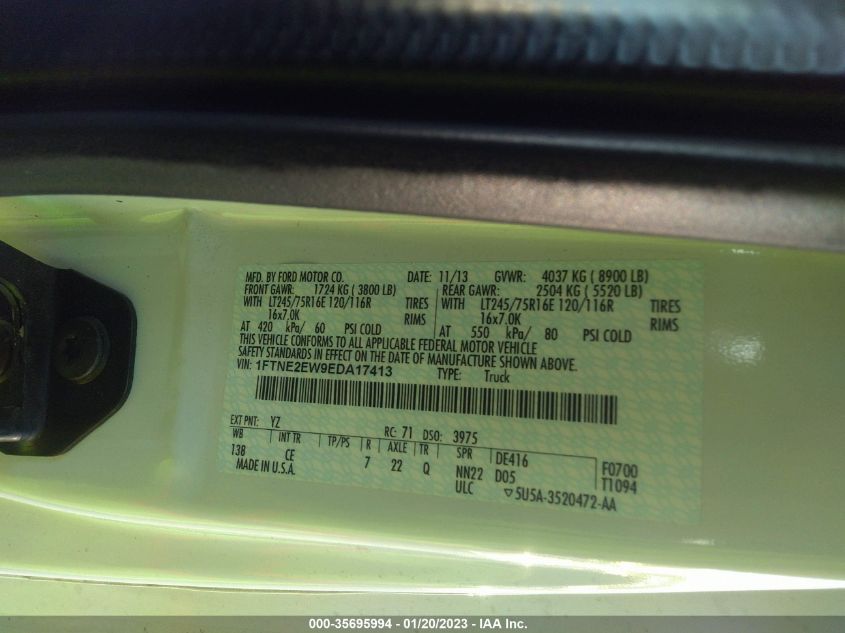 MFD. BY FORD MOTOR CO. DATE: 11/13 GVWR: 4037 KG ( 8900 LB)
FRONT GAWR: 1724 KG ( 3800 LB) REAR GAWR: 2504 KG ( 5520 LB)
WITH LT245/75R16E 120/116R TIRES WITH LT245/75R16E 120/116R TIRES
16x7.0K RIMS 16x7.0K RIMS
AT 420 kPa/ 60 PSI COLD AT 550 kPa/ 80 PSI COLD
THIS VEHICLE CONFORMS TO ALL APPLICABLE FEDERAL MOTOR VEHICLE
SAFETY STANDARDS IN EFFECT ON THE DATE OF MANUFACTURE SHOWN ABOVE.
VIN: 1FTNE2EW9EDA17413 TYPE: Truck
EXT PNT: YZ RC: 71 DSO: 3975
WB INT TR TP/PS R AXLE TR SPR DE416 F0700
138 CE 7 22 Q NN22 D05 T1094
MADE IN U.S.A. ULC 5U5A-3520472-AA
000-35695994 - 01/20/2023 - IAA Inc.